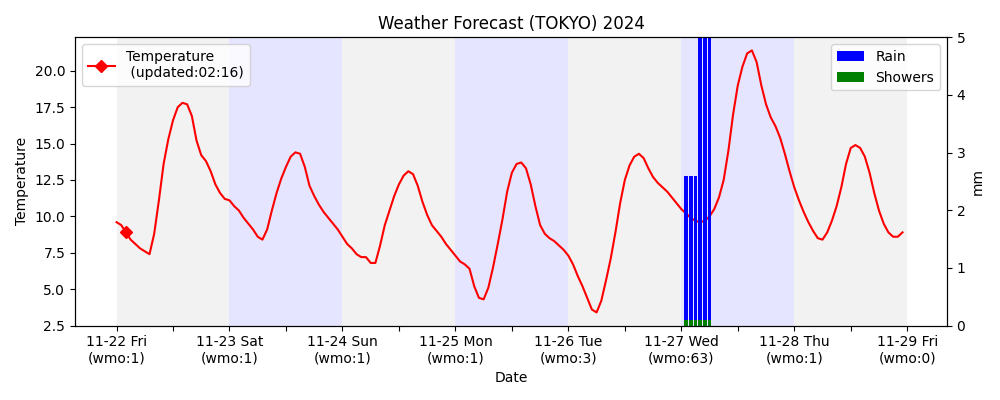 Weather Forecast (TOKYO) 2024
Temperature
(updated:02:16)
Rain
Showers
Temperature
20.0
17.5
15.0
12.5
10.0
7.5
5.0
2.5
5
4
3
2
1
0
mm
11-22 Fri
(wmo:1)
11-23 Sat
(wmo:1)
11-24 Sun
(wmo:1)
11-25 Mon
(wmo:1)
11-26 Tue
(wmo:3)
11-27 Wed
(wmo:63)
11-28 Thu
(wmo:1)
11-29 Fri
(wmo:0)
Date